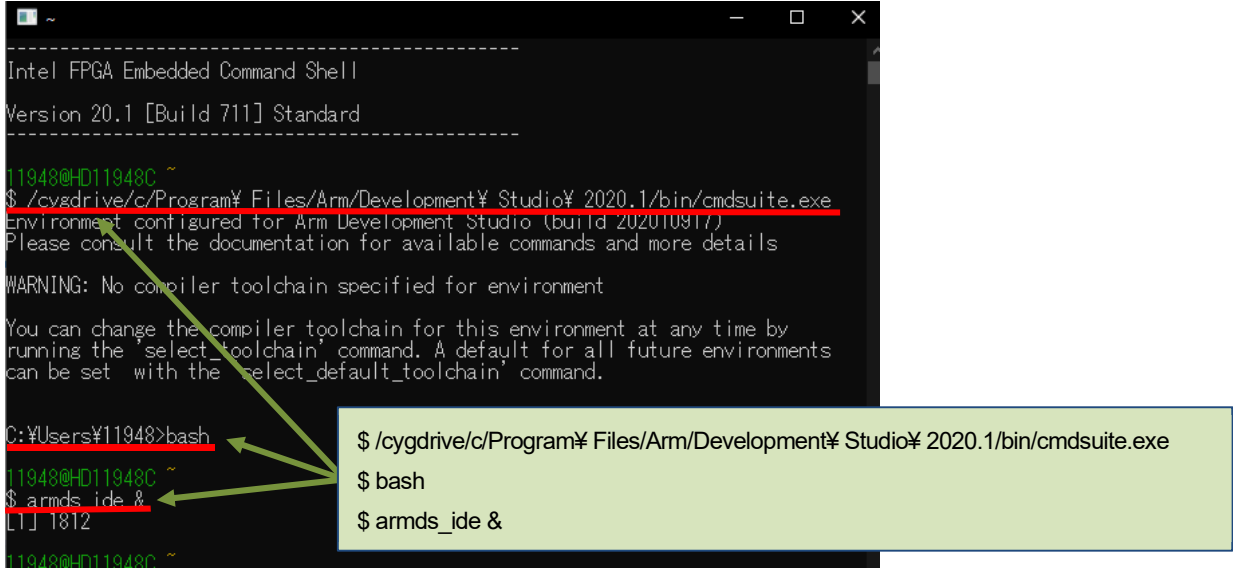 ~
-----------------------------------------------
Intel FPGA Embedded Command Shell
Version 20.1 [Build 711] Standard
-----------------------------------------------
11948@HD11948C ~
$ /cygdrive/c/Program¥ Files/Arm/Development¥ Studio¥ 2020.1/bin/cmdsuite.exe
Environment configured for Arm Development Studio (build 202010917)
Please consult the documentation for available commands and more details
WARNING: No compiler toolchain specified for environment
You can change the compiler toolchain for this environment at any time by
running the 'select_toolchain' command. A default for all future environments
can be set  with the 'select_default_toolchain' command.
C:¥Users¥11948>bash
11948@HD11948C ~
$ armds_ide &
[1] 1812
11948@HD11948C ~
$ /cygdrive/c/Program¥ Files/Arm/Development¥ Studio¥ 2020.1/bin/cmdsuite.exe
$ bash
$ armds_ide &